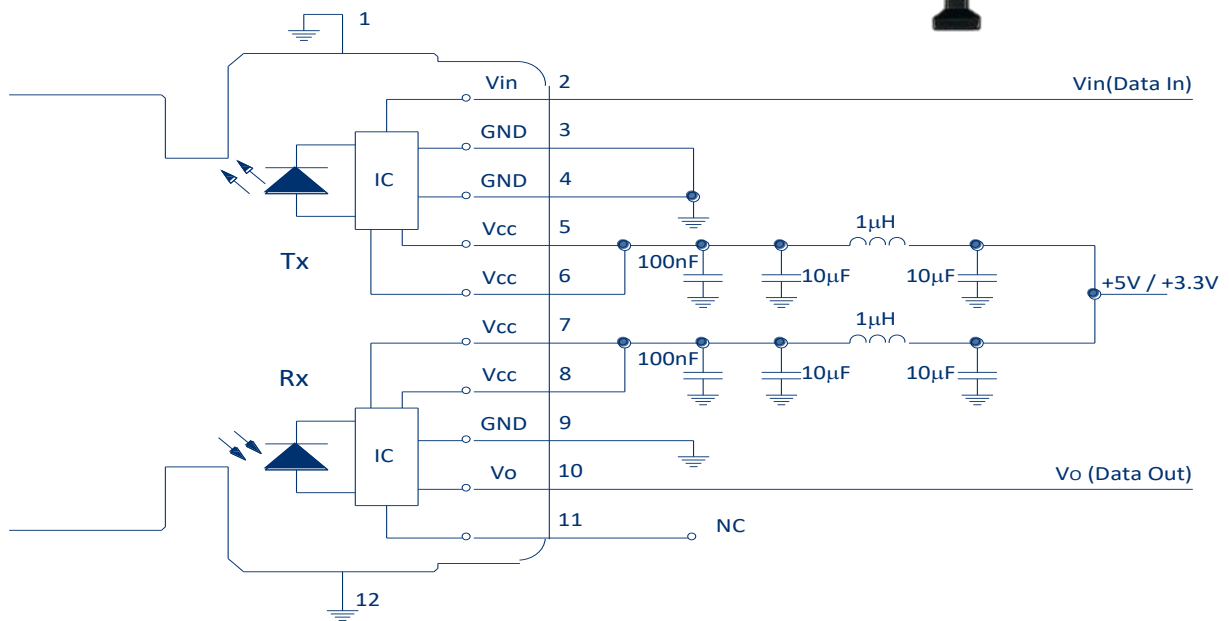 1
Vin 2 Vin(Data In)
GND 3
IC
GND 4
Vcc 5
1μH
Tx
100nF 10μF 10μF +5V / +3.3V
Vcc 6
Vcc 7
1μH
Rx
100nF 10μF 10μF
Vcc 8
GND 9
IC
Vo 10 Vo (Data Out)
11 NC
12